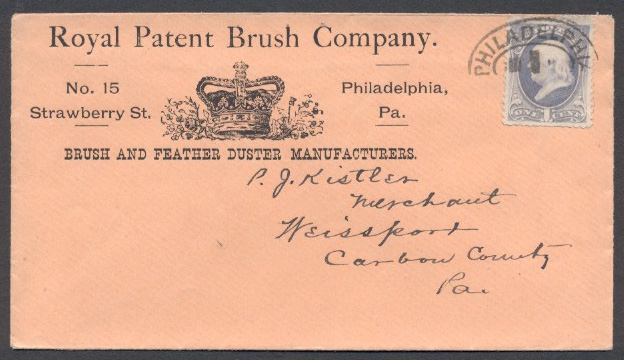 Royal Patent Brush Company.
No. 15
Strawberry St.
Philadelphia,
Pa.
BRUSH AND FEATHER DUSTER MANUFACTURERS.
PHILADELPHI
P. J. Kistler
Merchant
Weissport
Carbon County
Pa.